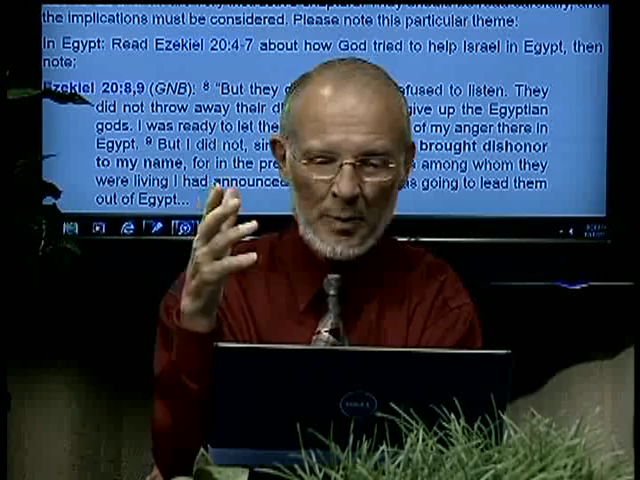 the implications must be considered. Please note this particular theme:
In Egypt: Read Ezekiel 20:4-7 about how God tried to help Israel in Egypt, then
note:
Ezekiel 20:8,9 (GNB): 8 "But they refused to listen. They
did not throw away their give up the Egyptian
gods. I was ready to let the of my anger there in
Egypt. 9 But I did not, brought dishonor
to my name, for in the among whom they
were living I had announced going to lead them
out of Egypt...
DELL